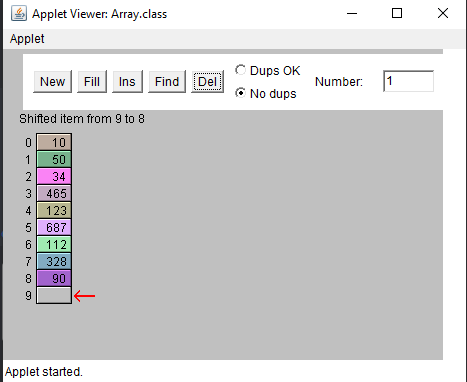 Applet Viewer: Array.class
Applet
New Fill Ins Find Del Dups OK Number: 1
No dups
Shifted item from 9 to 8
0 10
1 50
2 34
3 465
4 123
5 687
6 112
7 328
8 90
9
Applet started.